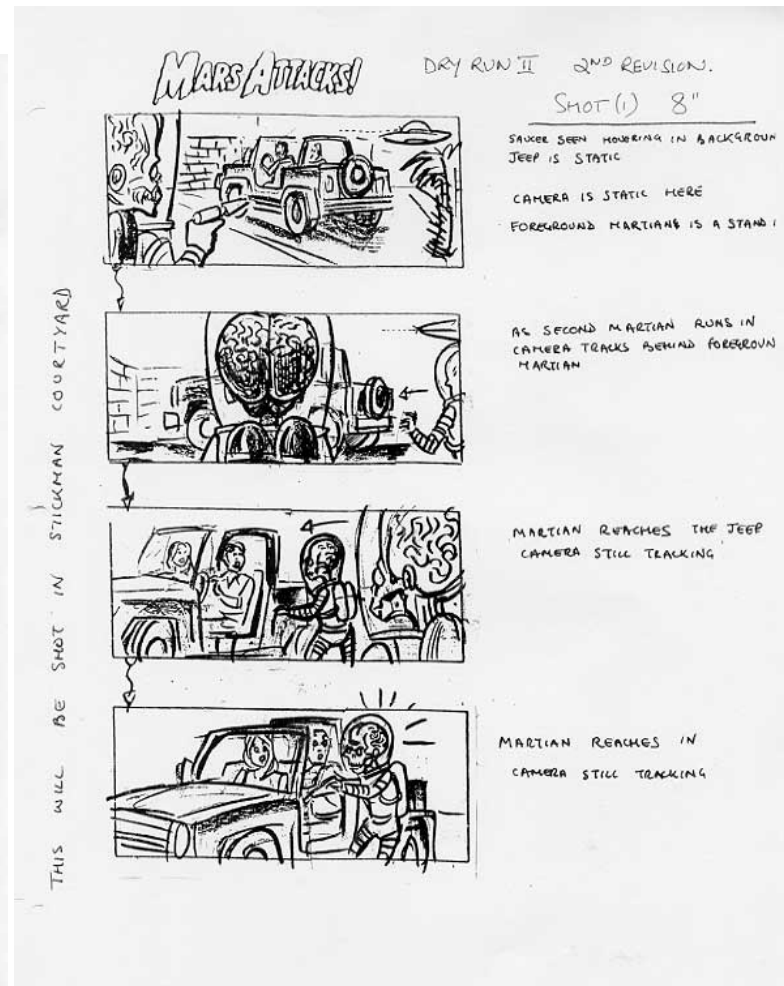 MARS ATTACKS!
DRY RUN II 2ND REVISION.
SHOT (1) 8"
SAUCER SEEN HOVERING IN BACKGROUN
JEEP IS STATIC
CAMERA IS STATIC HERE
FOREGROUND MARTIANS IS A STAND I
AS SECOND MARTIAN RUNS IN
CAMERA TRACKS BEHIND FOREGROUN
MARTIAN
MARTIAN REACHES THE JEEP
CAMERA STILL TRACKING
MARTIAN REACHES IN
CAMERA STILL TRACKING
THIS WILL BE SHOT IN STICKMAN COURTYARD